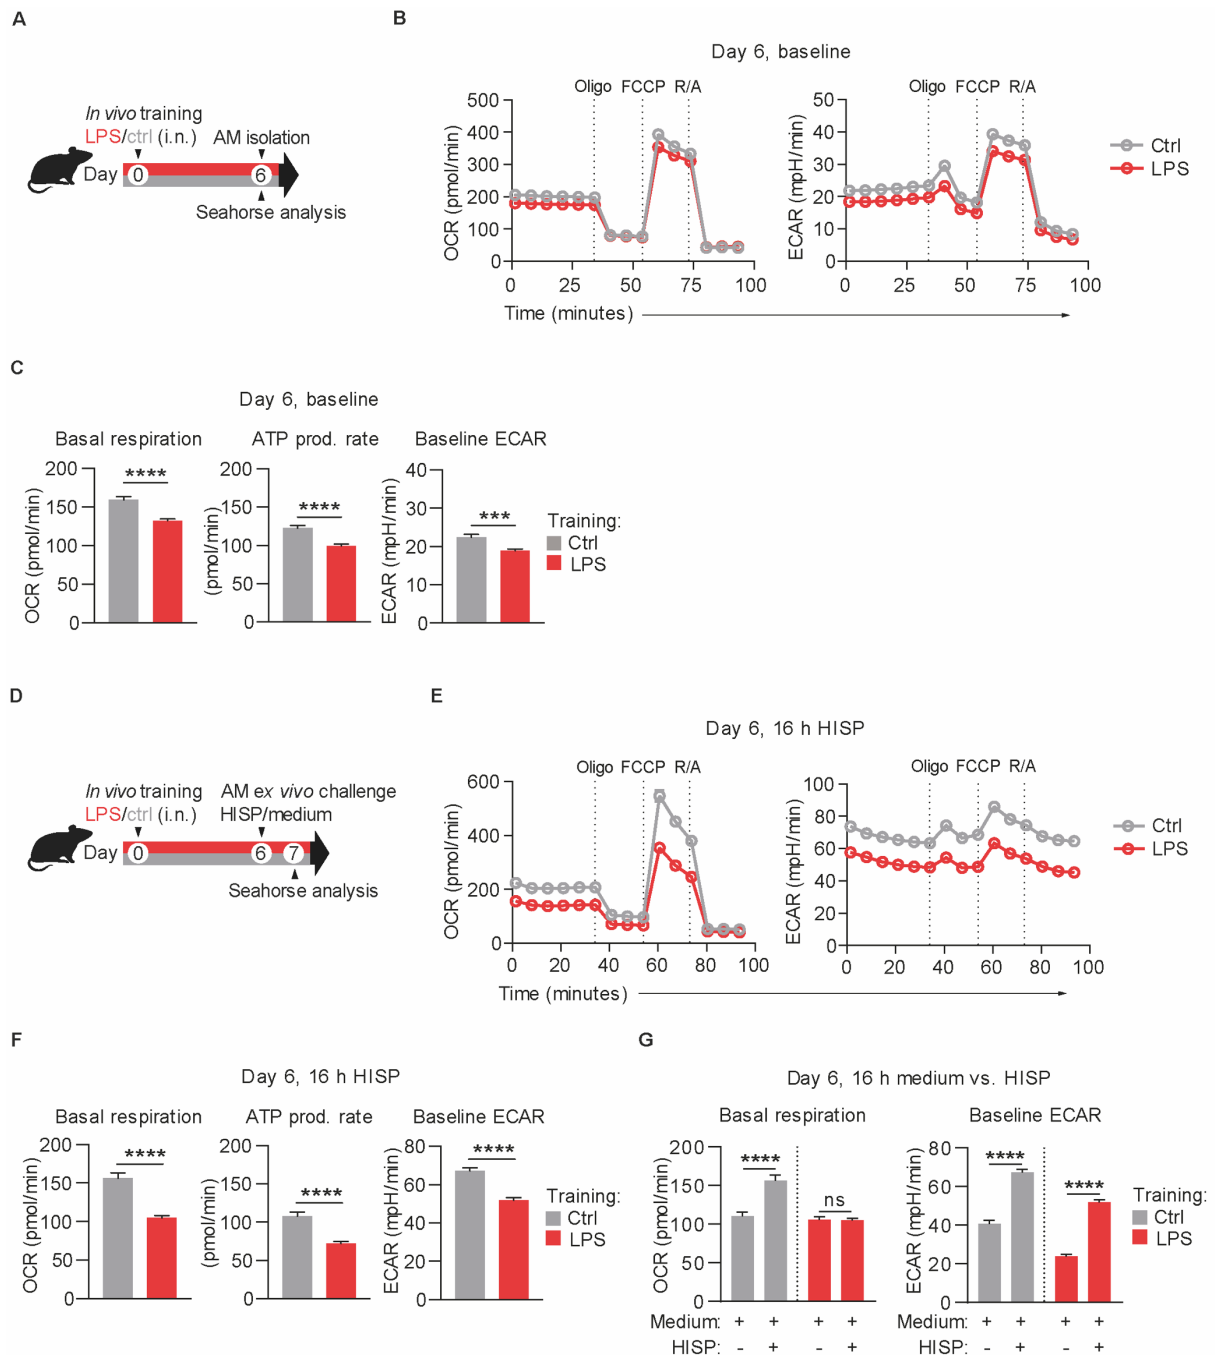 A
In vivo training
LPS/ctrl (i.n.) AM isolation
Day 0 6
Seahorse analysis
B
Day 6, baseline
Oligo FCCP R/A
500
400
300
200
100
0
OCR (pmol/min)
0 25 50 75 100
Oligo FCCP R/A
50
40
30
20
10
0
ECAR (mpH/min)
0 25 50 75 100
Time (minutes)
Ctrl
LPS
C
Day 6, baseline
Basal respiration
200
150
100
50
0
OCR (pmol/min)
****
ATP prod. rate
200
150
100
50
0
(pmol/min)
****
Baseline ECAR
40
30
20
10
0
ECAR (mpH/min)
***
Training:
Ctrl
LPS
D
In vivo training AM ex vivo challenge
LPS/ctrl (i.n.) HISP/medium
Day 0 6 7
Seahorse analysis
E
Day 6, 16 h HISP
Oligo FCCP R/A
600
400
200
0
OCR (pmol/min)
0 20 40 60 80 100
Oligo FCCP R/A
100
80
60
40
20
0
ECAR (mpH/min)
0 20 40 60 80 100
Time (minutes)
Ctrl
LPS
F
Day 6, 16 h HISP
Basal respiration
200
150
100
50
0
OCR (pmol/min)
****
ATP prod. rate
200
150
100
50
0
(pmol/min)
****
Baseline ECAR
80
60
40
20
0
ECAR (mpH/min)
****
Training:
Ctrl
LPS
G
Day 6, 16 h medium vs. HISP
Basal respiration
200
150
100
50
0
OCR (pmol/min)
****
ns
Medium: + + + +
HISP: - + - +
Baseline ECAR
80
60
40
20
0
ECAR (mpH/min)
****
****
+ + + +
- + - +
Training:
Ctrl
LPS